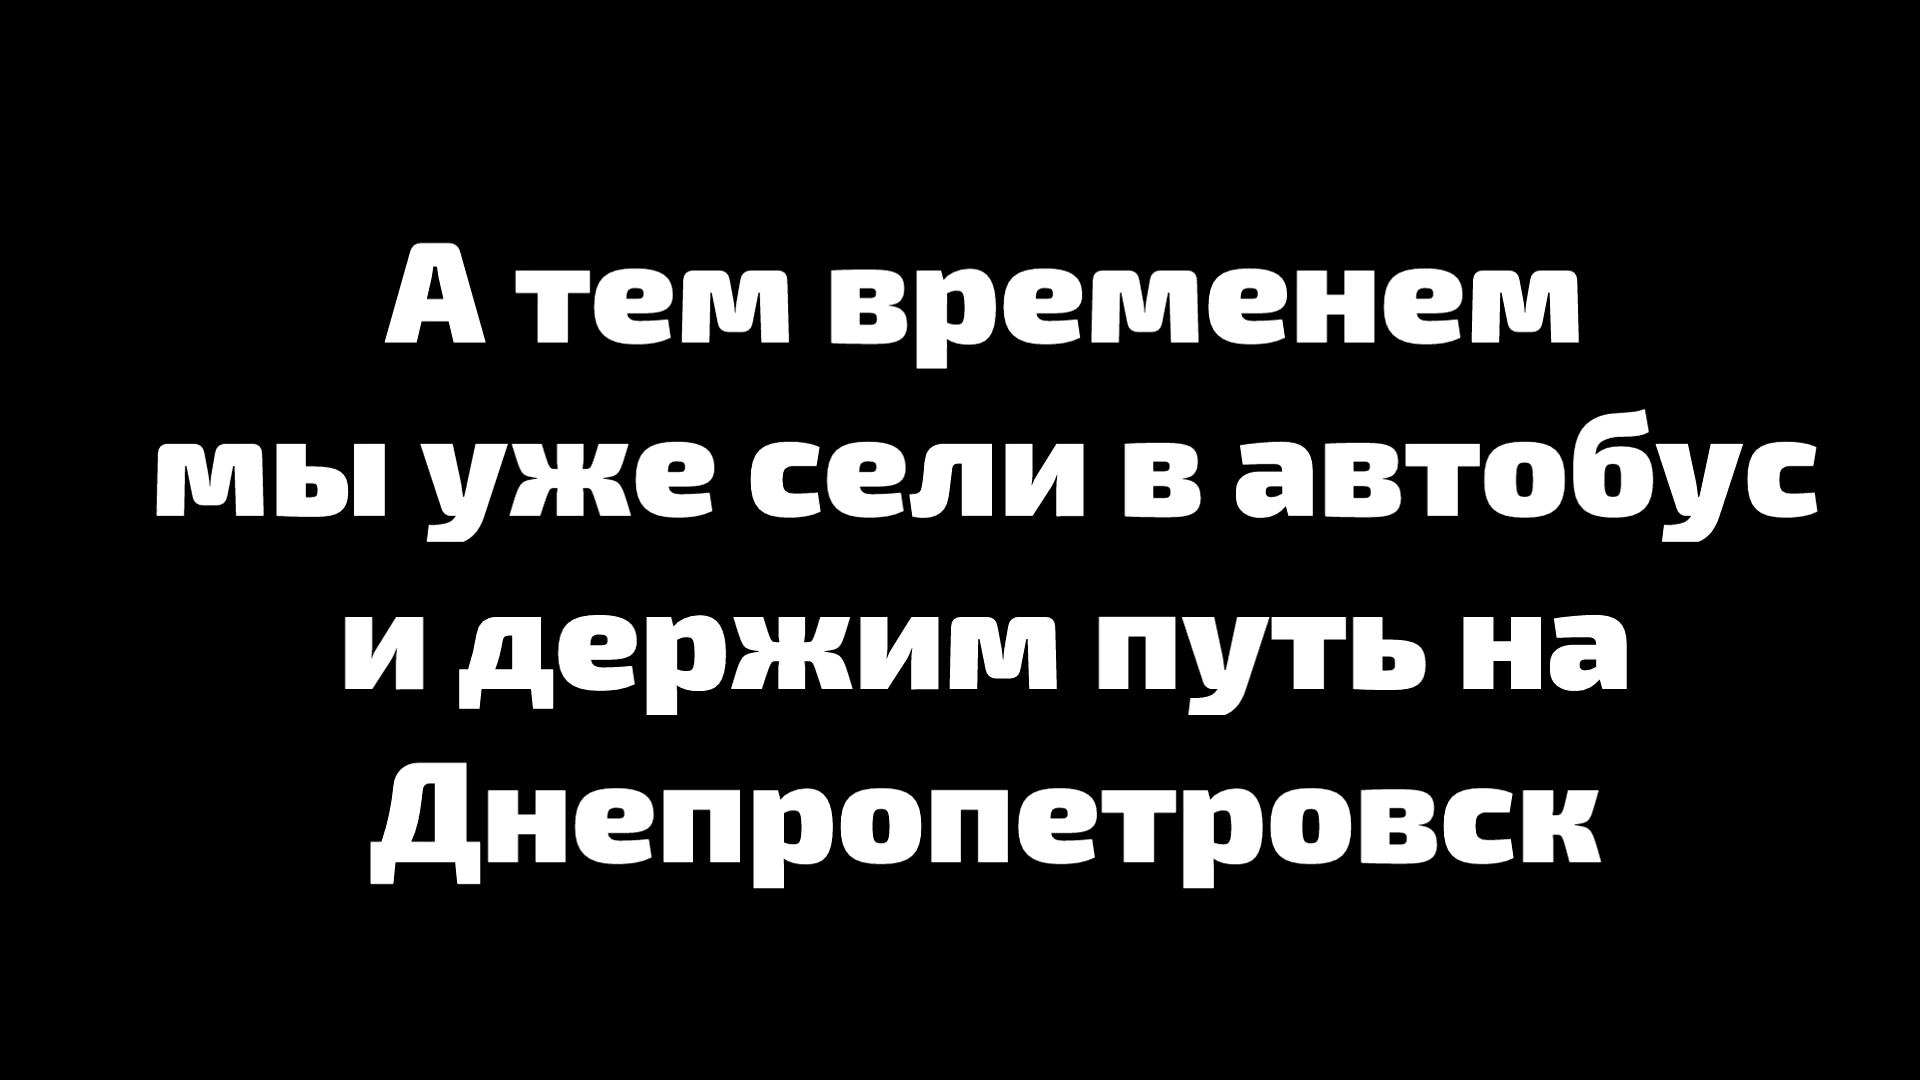 А тем временем
мы уже сели в автобус
и держим путь на
Днепропетровск